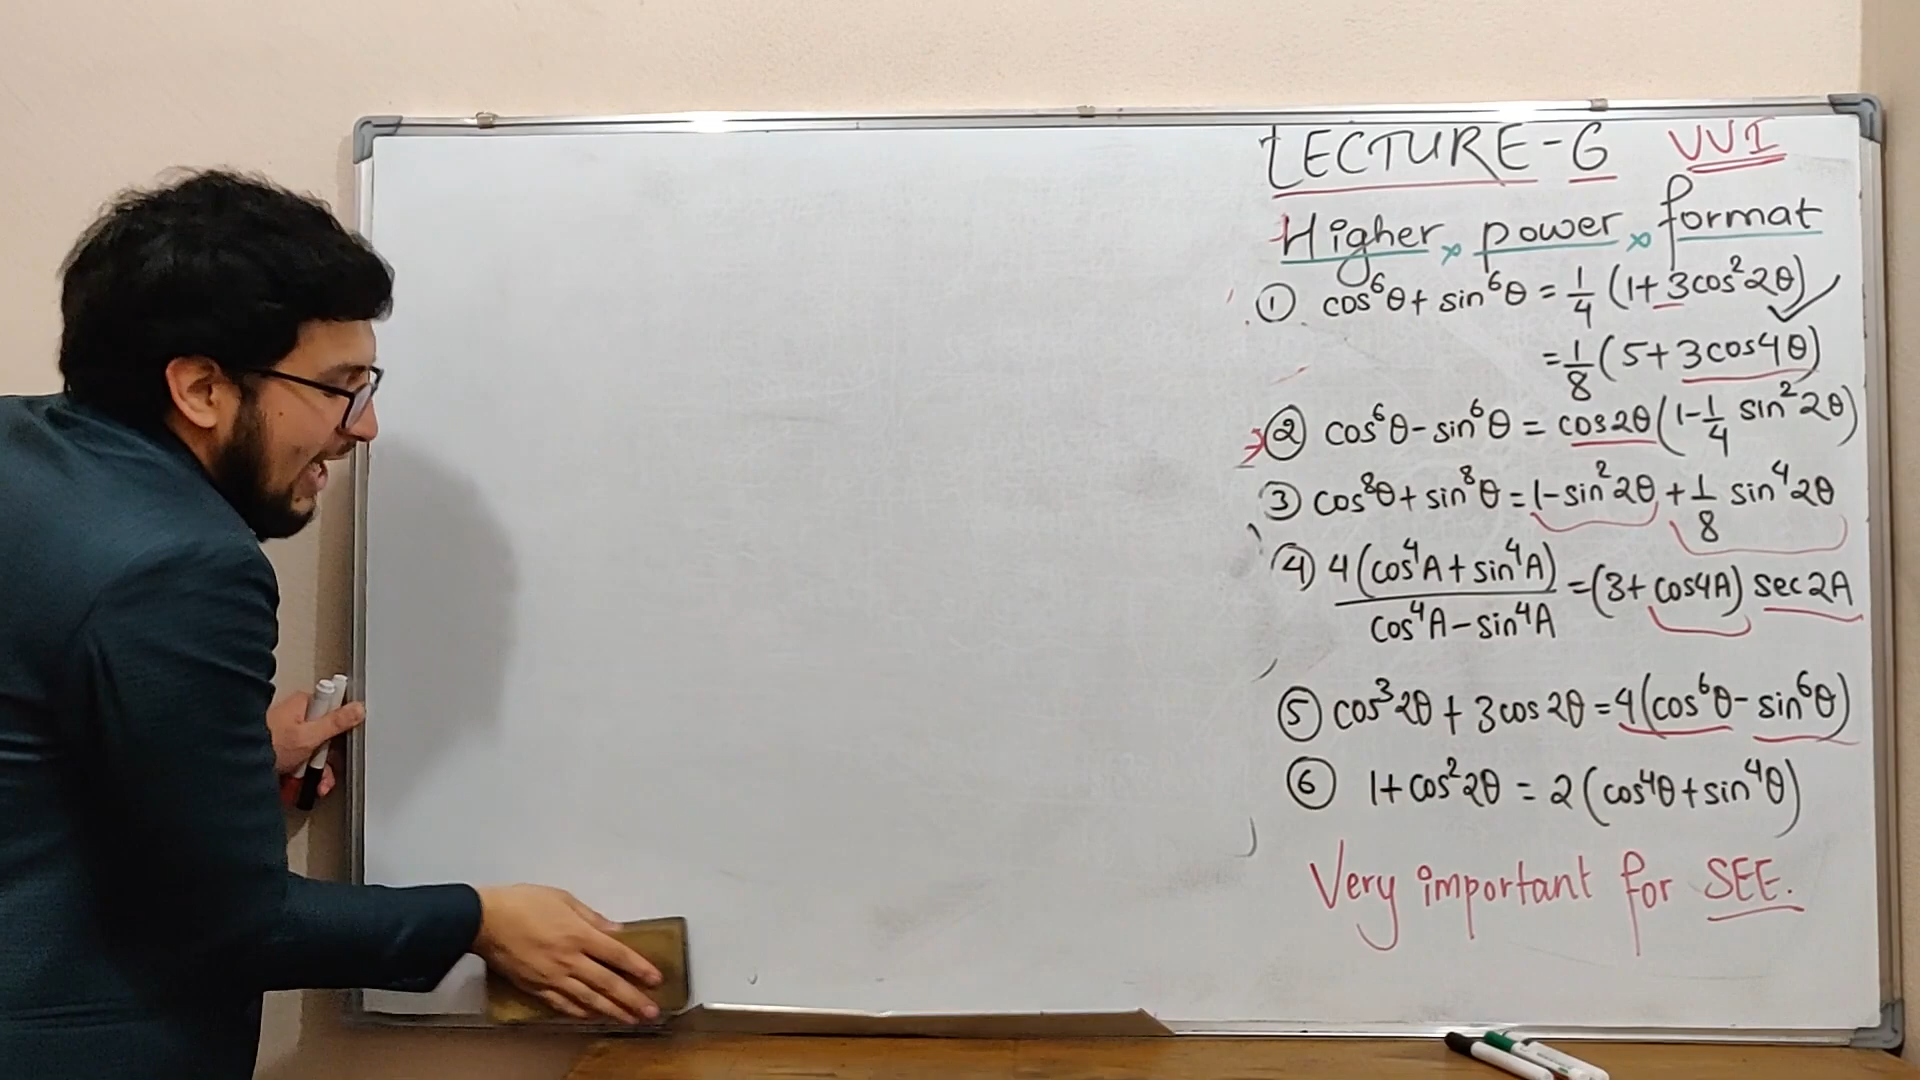 LECTURE-6 VVI
Higher power format
① cos⁶θ + sin⁶θ = 1/4 (1 + 3cos²2θ)
= 1/8 (5 + 3cos4θ)
② cos⁶θ - sin⁶θ = cos2θ (1 - 1/4 sin²2θ)
③ cos⁸θ + sin⁸θ = 1 - sin²2θ + 1/8 sin⁴2θ
④ 4(cos⁴A + sin⁴A) / cos⁴A - sin⁴A = (3 + cos4A) sec2A
⑤ cos³2θ + 3cos2θ = 4(cos⁶θ - sin⁶θ)
⑥ 1 + cos²2θ = 2(cos⁴θ + sin⁴θ)
Very important for SEE.